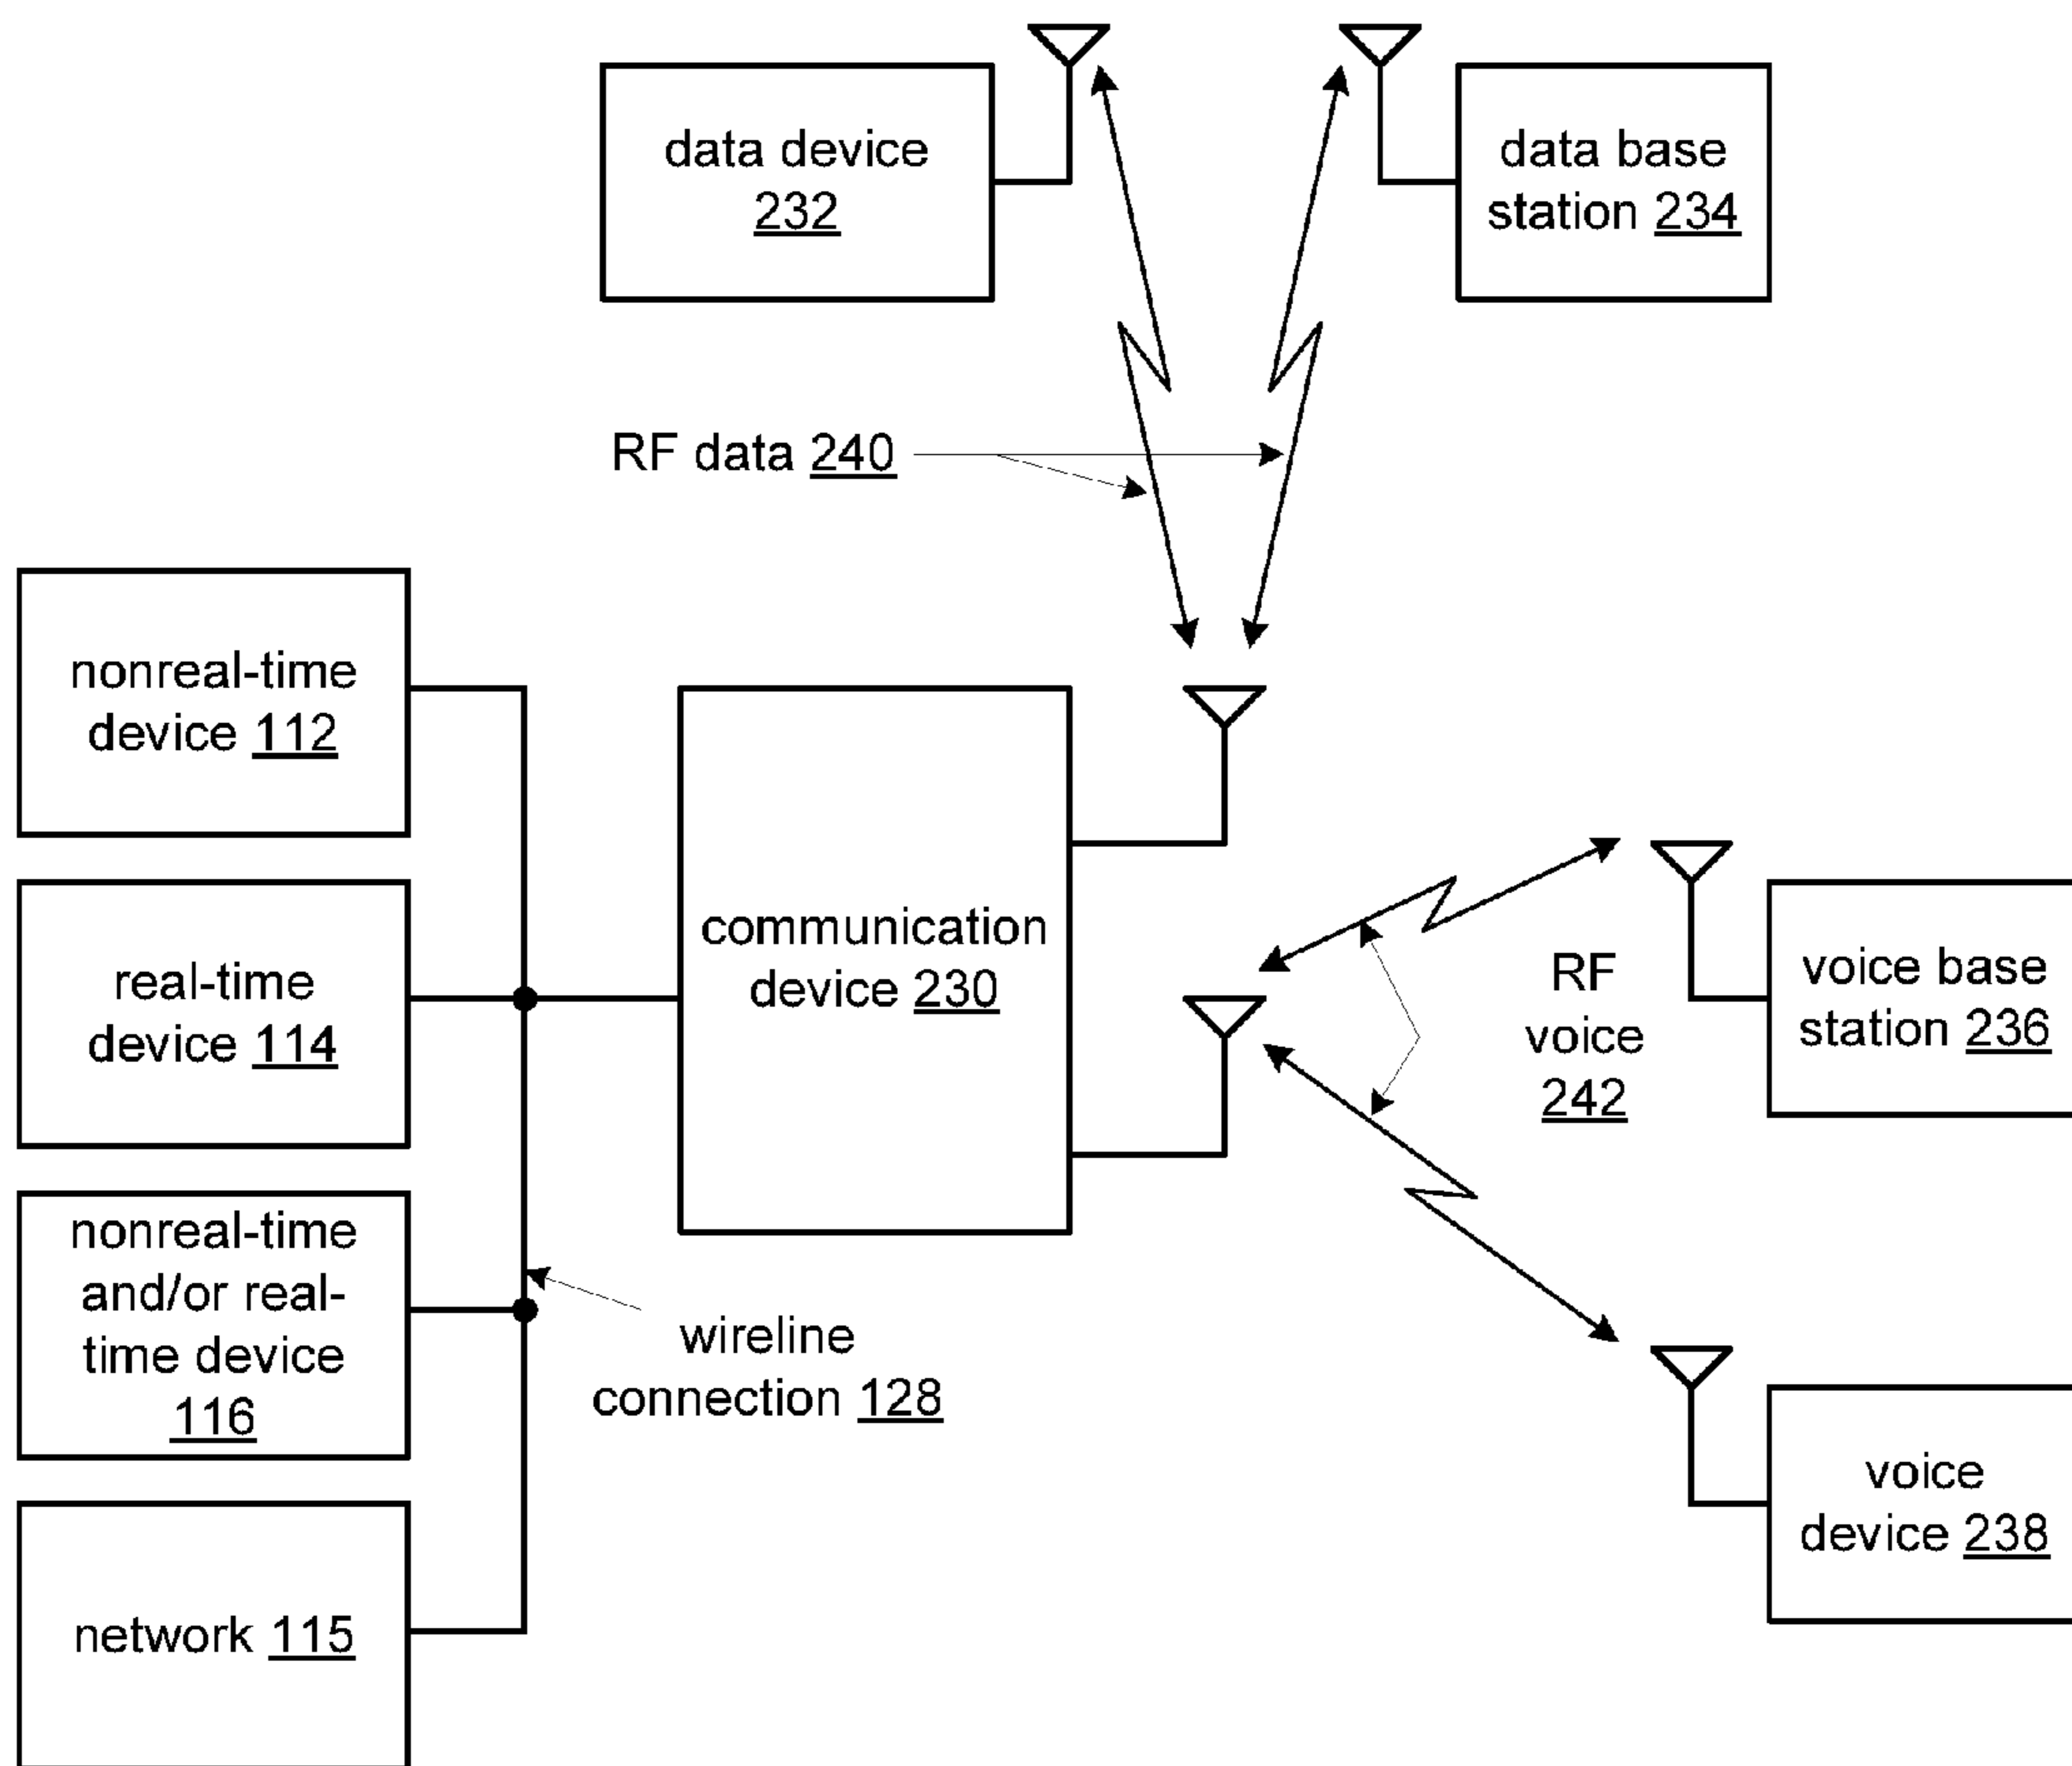 data device
232
data base
station 234
RF data 240
nonreal-time
device 112
communication
device 230
real-time
device 114
RF
voice
242
voice base
station 236
nonreal-time
and/or real-
time device
116
wireline
connection 128
voice
device 238
network 115